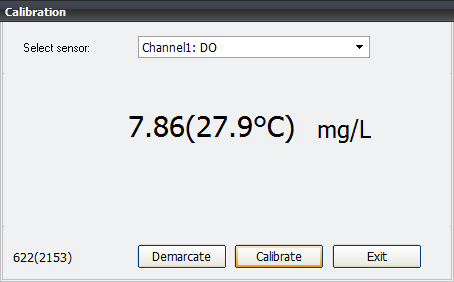 Calibration
Select sensor: Channel1: DO
7.86(27.9°C) mg/L
622(2153) Demarcate Calibrate Exit